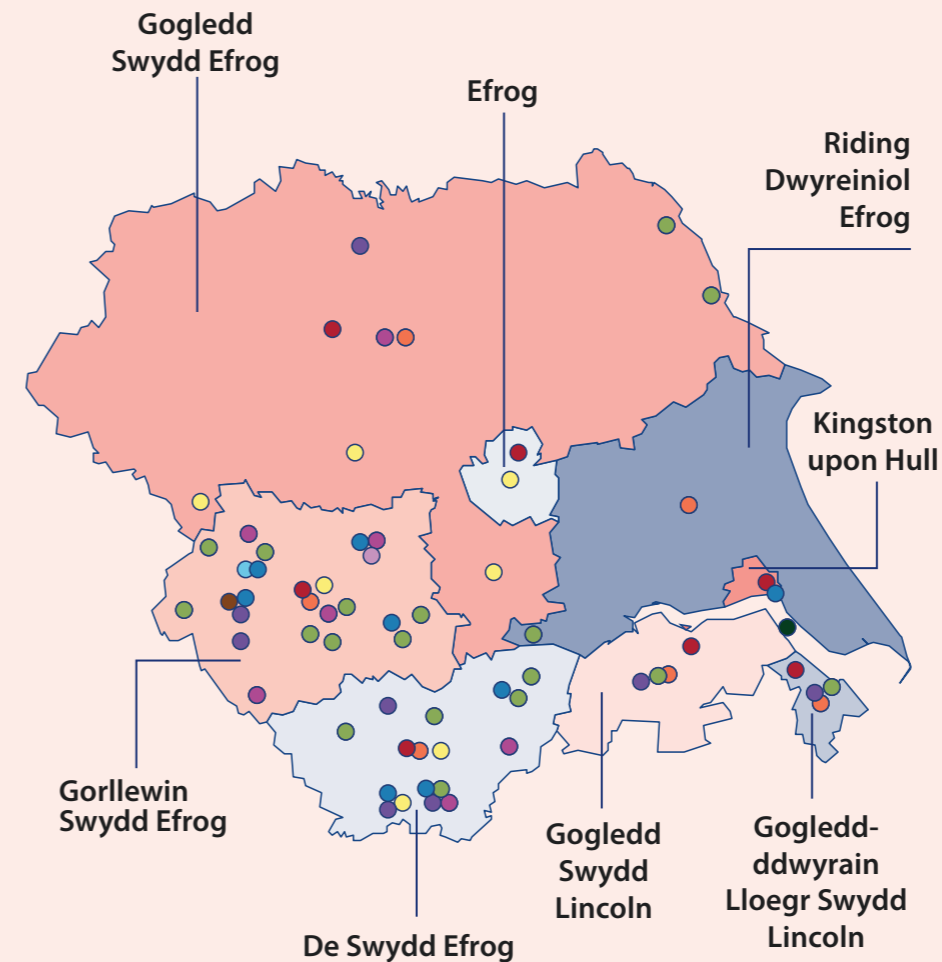 Gogledd
Swydd Efrog
Efrog
Riding
Dwyreiniol
Efrog
Kingston
upon Hull
Gorllewin
Swydd Efrog
De Swydd Efrog
Gogledd
Swydd
Lincoln
Gogledd-
ddwyrain
Lloegr Swydd
Lincoln